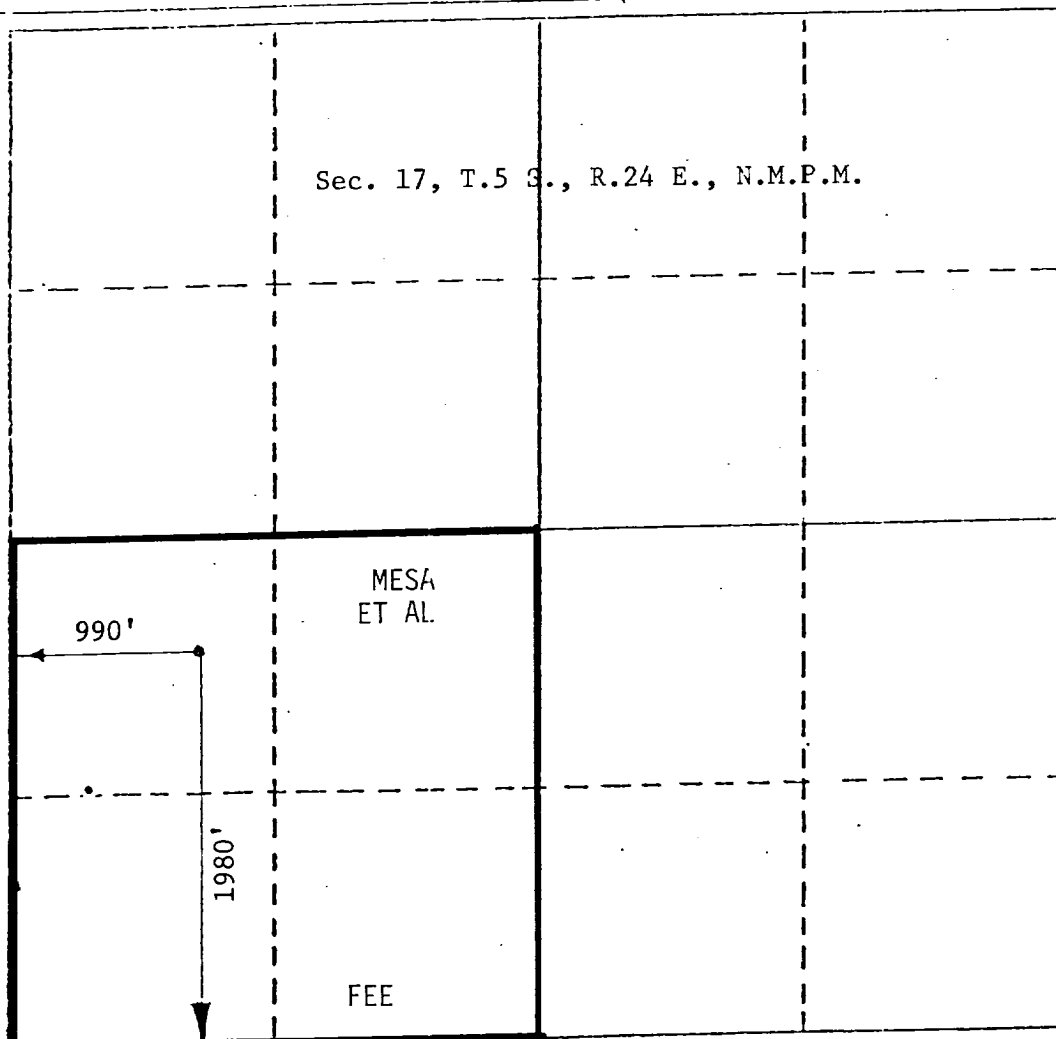 Sec. 17, T.5 S., R.24 E., N.M.P.M.
MESA
ET AL
990'
1980'
FEE